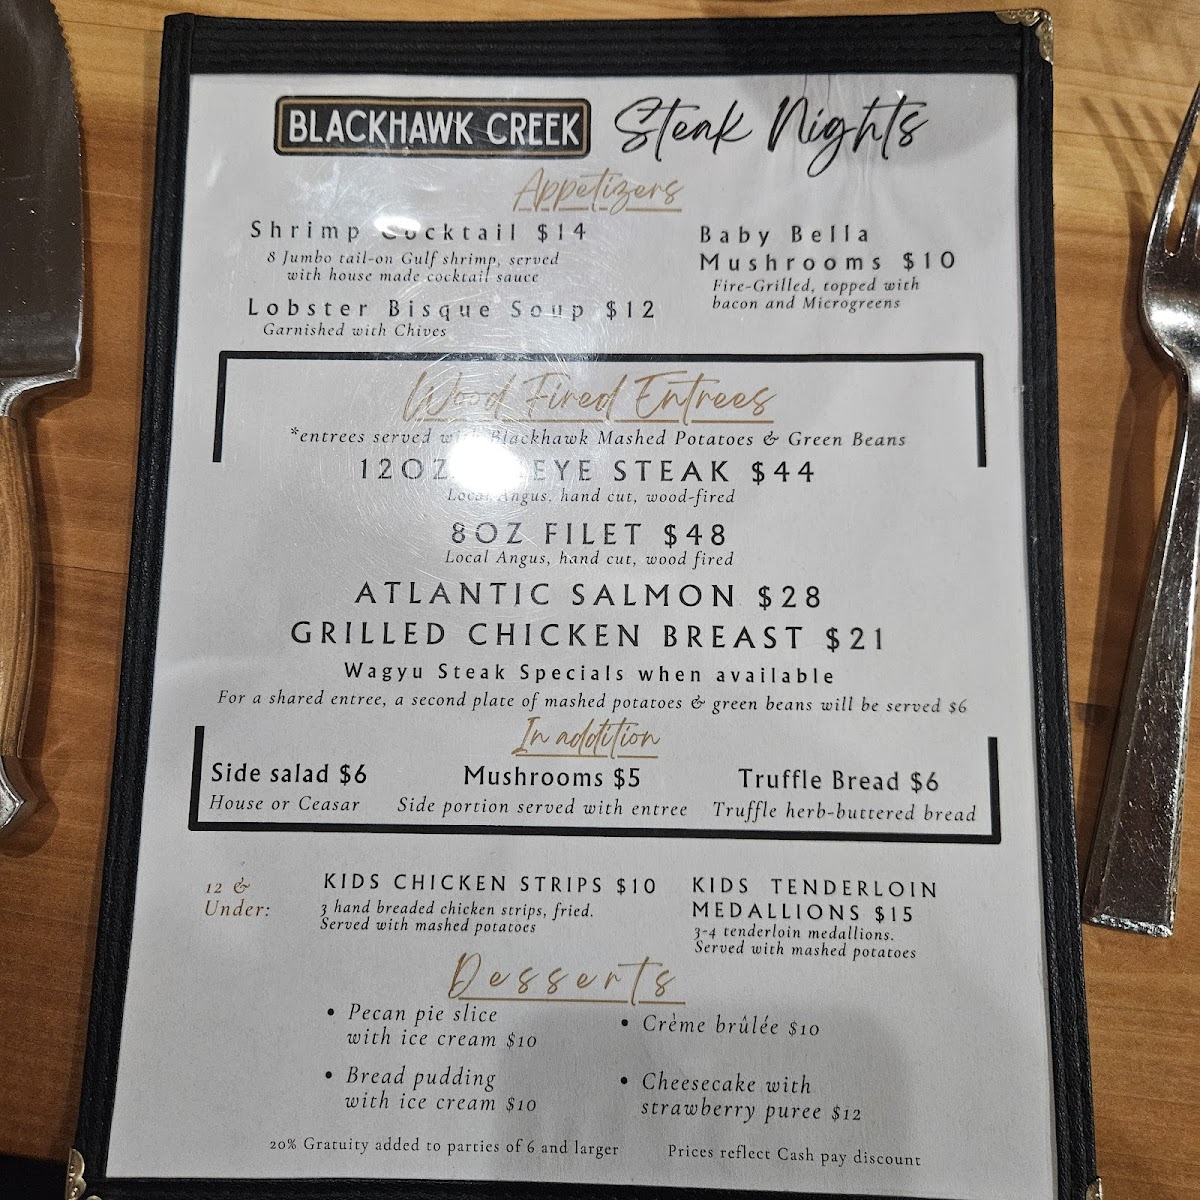 BLACKHAWK CREEK Steak Nights
Appetizers
Shrimp Cocktail $14
8 Jumbo tail-on Gulf shrimp, served
with house made cocktail sauce
Lobster Bisque Soup $12
Garnished with Chives
Baby Bella
Mushrooms $10
Fire-Grilled, topped with
bacon and Microgreens
Wood Fired Entrees
*entrees served with Blackhawk Mashed Potatoes & Green Beans
12OZ EYE STEAK $44
Local Angus, hand cut, wood-fired
8OZ FILET $48
Local Angus, hand cut, wood fired
ATLANTIC SALMON $28
GRILLED CHICKEN BREAST $21
Wagyu Steak Specials when available
For a shared entree, a second plate of mashed potatoes & green beans will be served $6
In addition
Side salad $6
House or Ceasar
Mushrooms $5
Side portion served with entree
Truffle Bread $6
Truffle herb-buttered bread
12 &
Under:
KIDS CHICKEN STRIPS $10
3 hand breaded chicken strips, fried.
Served with mashed potatoes
KIDS TENDERLOIN
MEDALLIONS $15
3-4 tenderloin medallions.
Served with mashed potatoes
Desserts
• Pecan pie slice
with ice cream $10
• Bread pudding
with ice cream $10
• Crème brûlée $10
• Cheesecake with
strawberry puree $12
20% Gratuity added to parties of 6 and larger
Prices reflect Cash pay discount